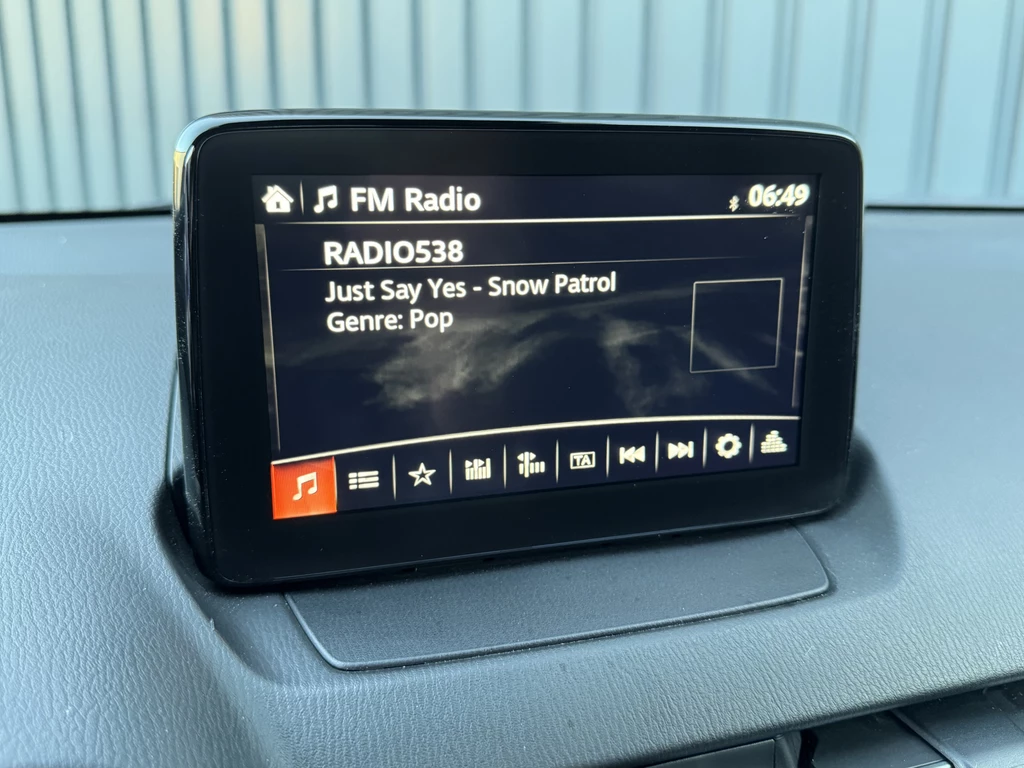 FM Radio
06:49
RADIO538
Just Say Yes - Snow Patrol
Genre: Pop
TA